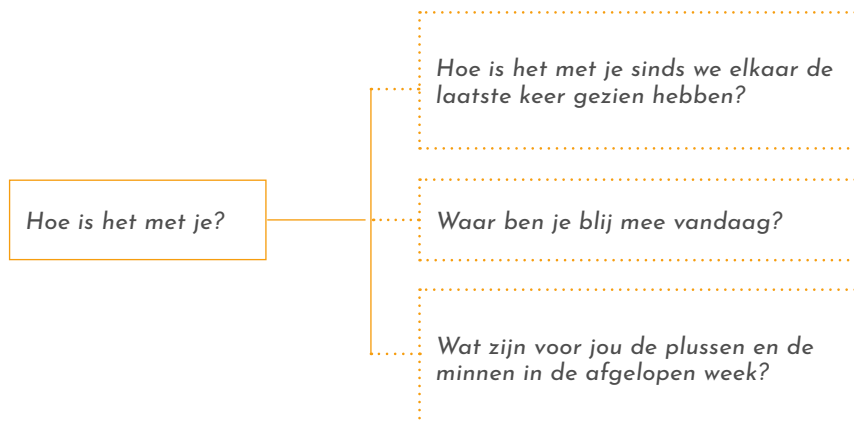 Hoe is het met je?
Hoe is het met je sinds we elkaar de
laatste keer gezien hebben?
Waar ben je blij mee vandaag?
Wat zijn voor jou de plussen en de
minnen in de afgelopen week?